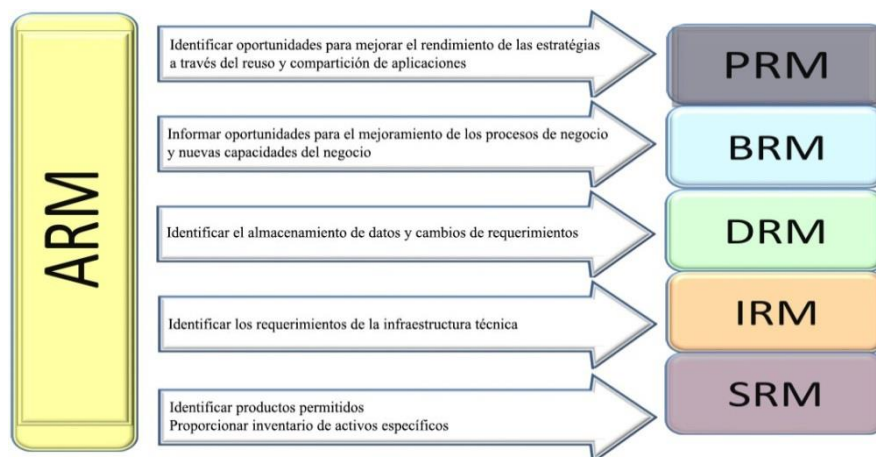 ARM
Identificar oportunidades para mejorar el rendimiento de las estratégias
a través del reuso y compartición de aplicaciones
PRM
Informar oportunidades para el mejoramiento de los procesos de negocio
y nuevas capacidades del negocio
BRM
Identificar el almacenamiento de datos y cambios de requerimientos
DRM
Identificar los requerimientos de la infraestructura técnica
IRM
Identificar productos permitidos
Proporcionar inventario de activos específicos
SRM